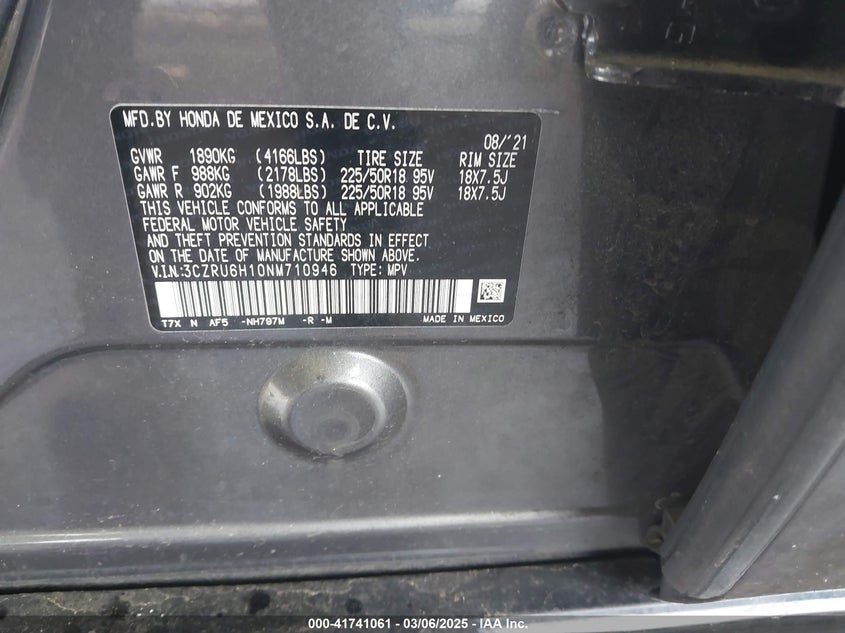 MFD.BY HONDA DE MEXICO S.A. DE C.V.
08/'21
GVWR 1890KG (4166LBS) TIRE SIZE RIM SIZE
GAWR F 988KG (2178LBS) 225/50R18 95V 18X7.5J
GAWR R 902KG (1988LBS) 225/50R18 95V 18X7.5J
THIS VEHICLE CONFORMS TO ALL APPLICABLE
FEDERAL MOTOR VEHICLE SAFETY
AND THEFT PREVENTION STANDARDS IN EFFECT
ON THE DATE OF MANUFACTURE SHOWN ABOVE.
V.I.N:3CZRU6H10NM710946 TYPE: MPV
T7X N AF5 -NH797M -R -M MADE IN MEXICO
000-41741061 - 03/06/2025 - IAA Inc.